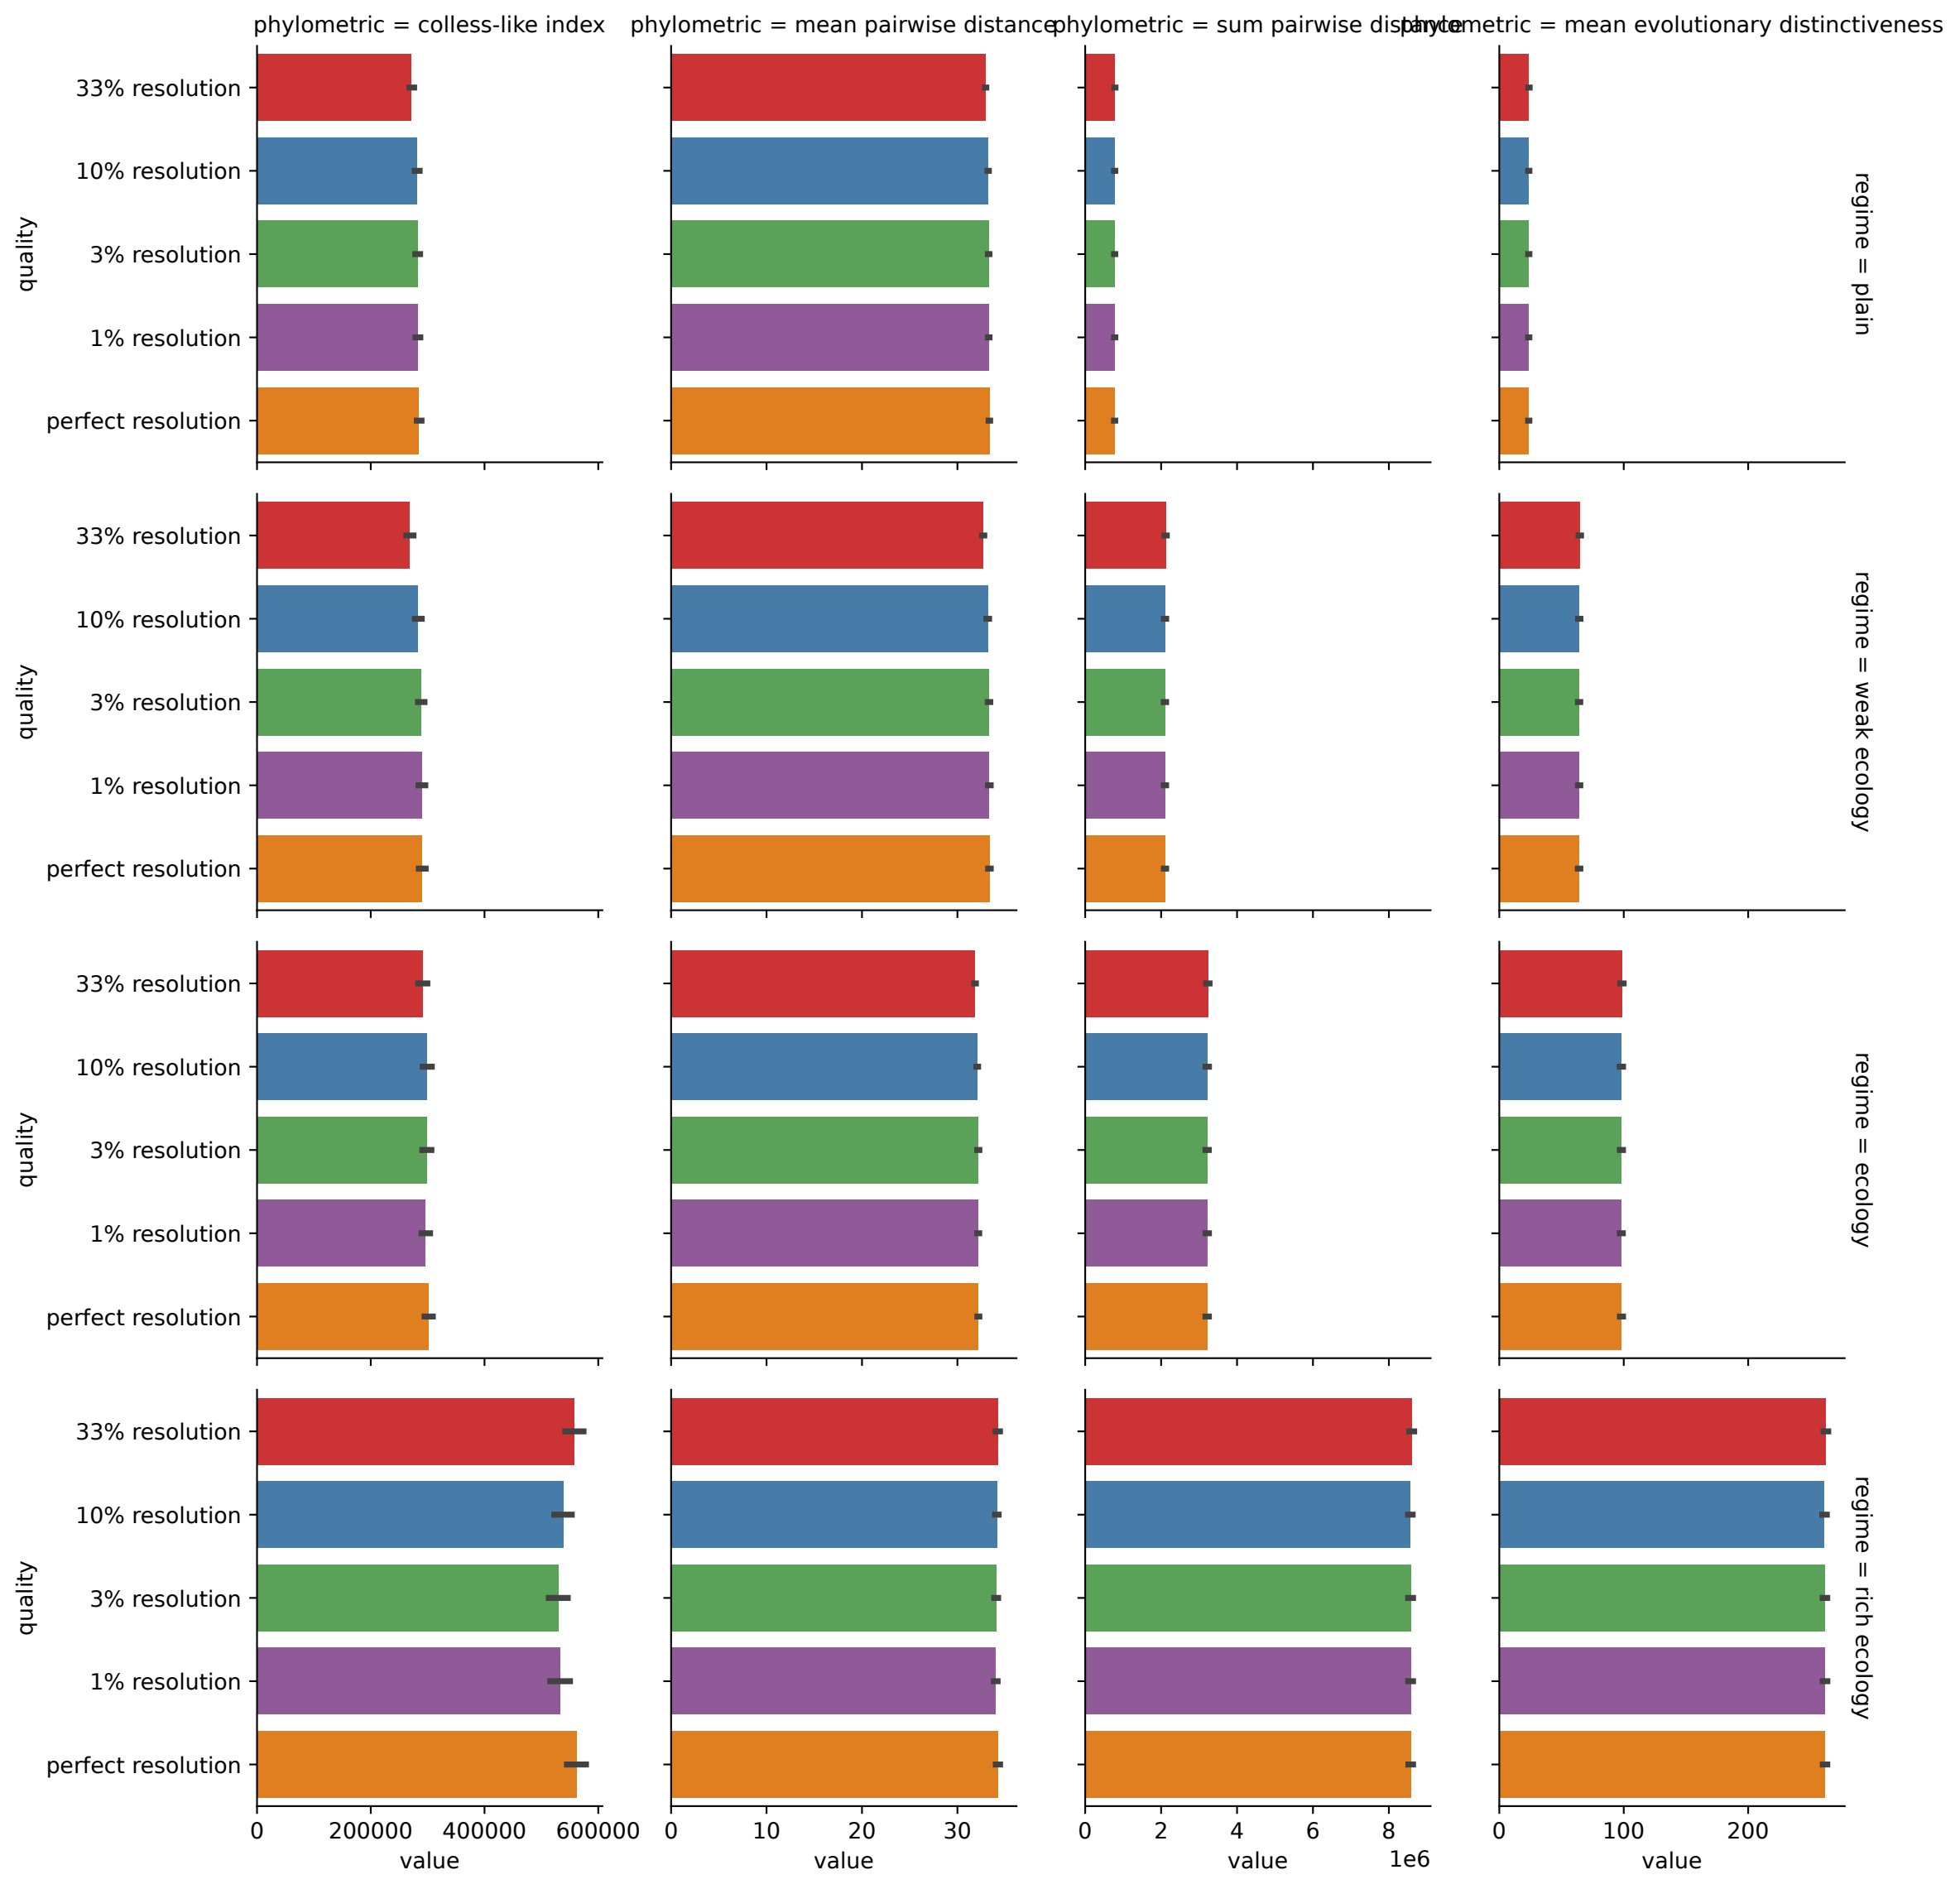 phylometric = colless-like index
phylometric = mean pairwise distance
phylometric = sum pairwise distance
phylometric = mean evolutionary distinctiveness
quality
33% resolution
10% resolution
3% resolution
1% resolution
perfect resolution
regime = plain
quality
33% resolution
10% resolution
3% resolution
1% resolution
perfect resolution
regime = weak ecology
quality
33% resolution
10% resolution
3% resolution
1% resolution
perfect resolution
regime = ecology
quality
33% resolution
10% resolution
3% resolution
1% resolution
perfect resolution
regime = rich ecology
0 200000 400000 600000
0 10 20 30
0 2 4 6 8
0 100 200
value
value
value
1e6
value